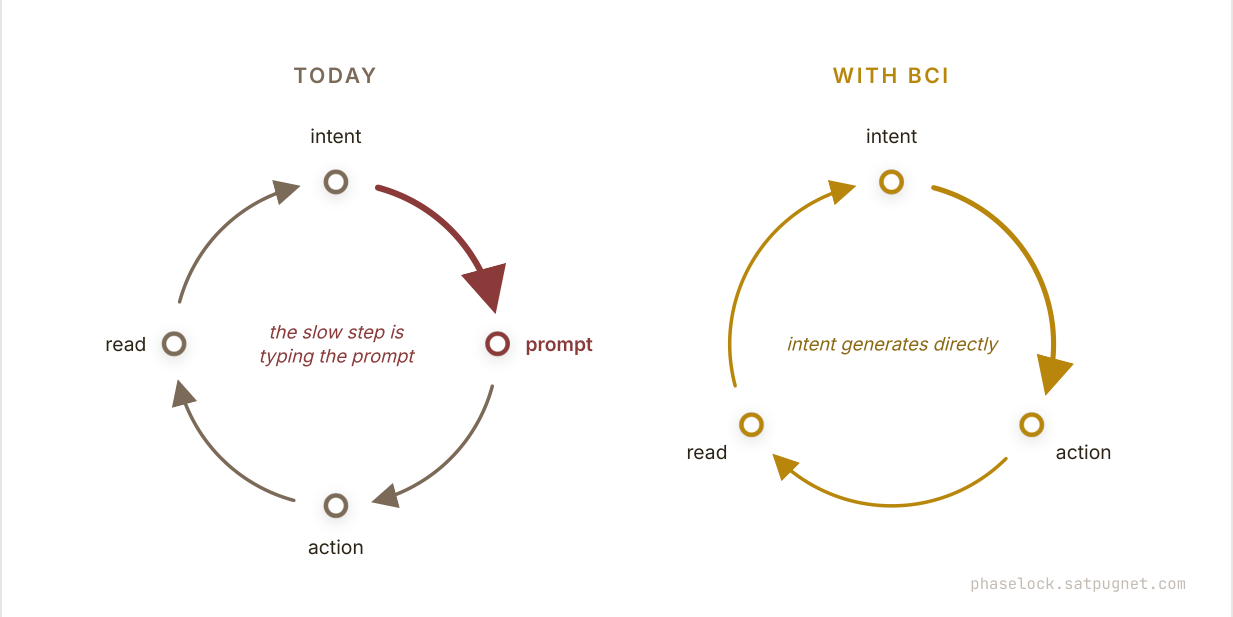 TODAY
intent
read
the slow step is
typing the prompt
prompt
action
WITH BCI
intent
intent generates directly
read
action
phaselock.satpugnet.com